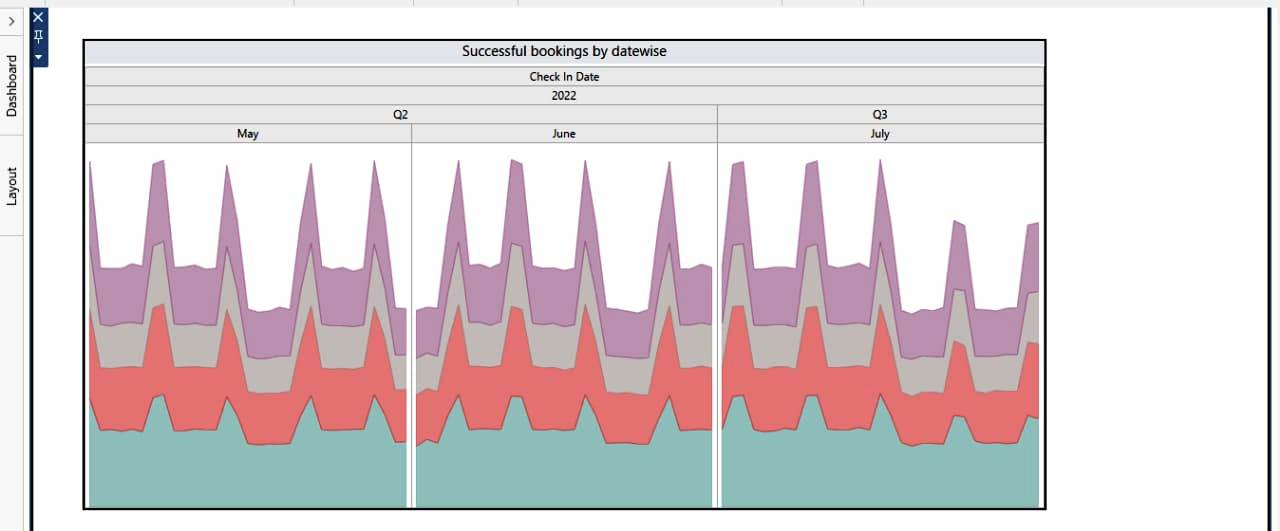 Dashboard
Layout
Successful bookings by datewise
Check In Date
2022
Q2 Q3
May June July